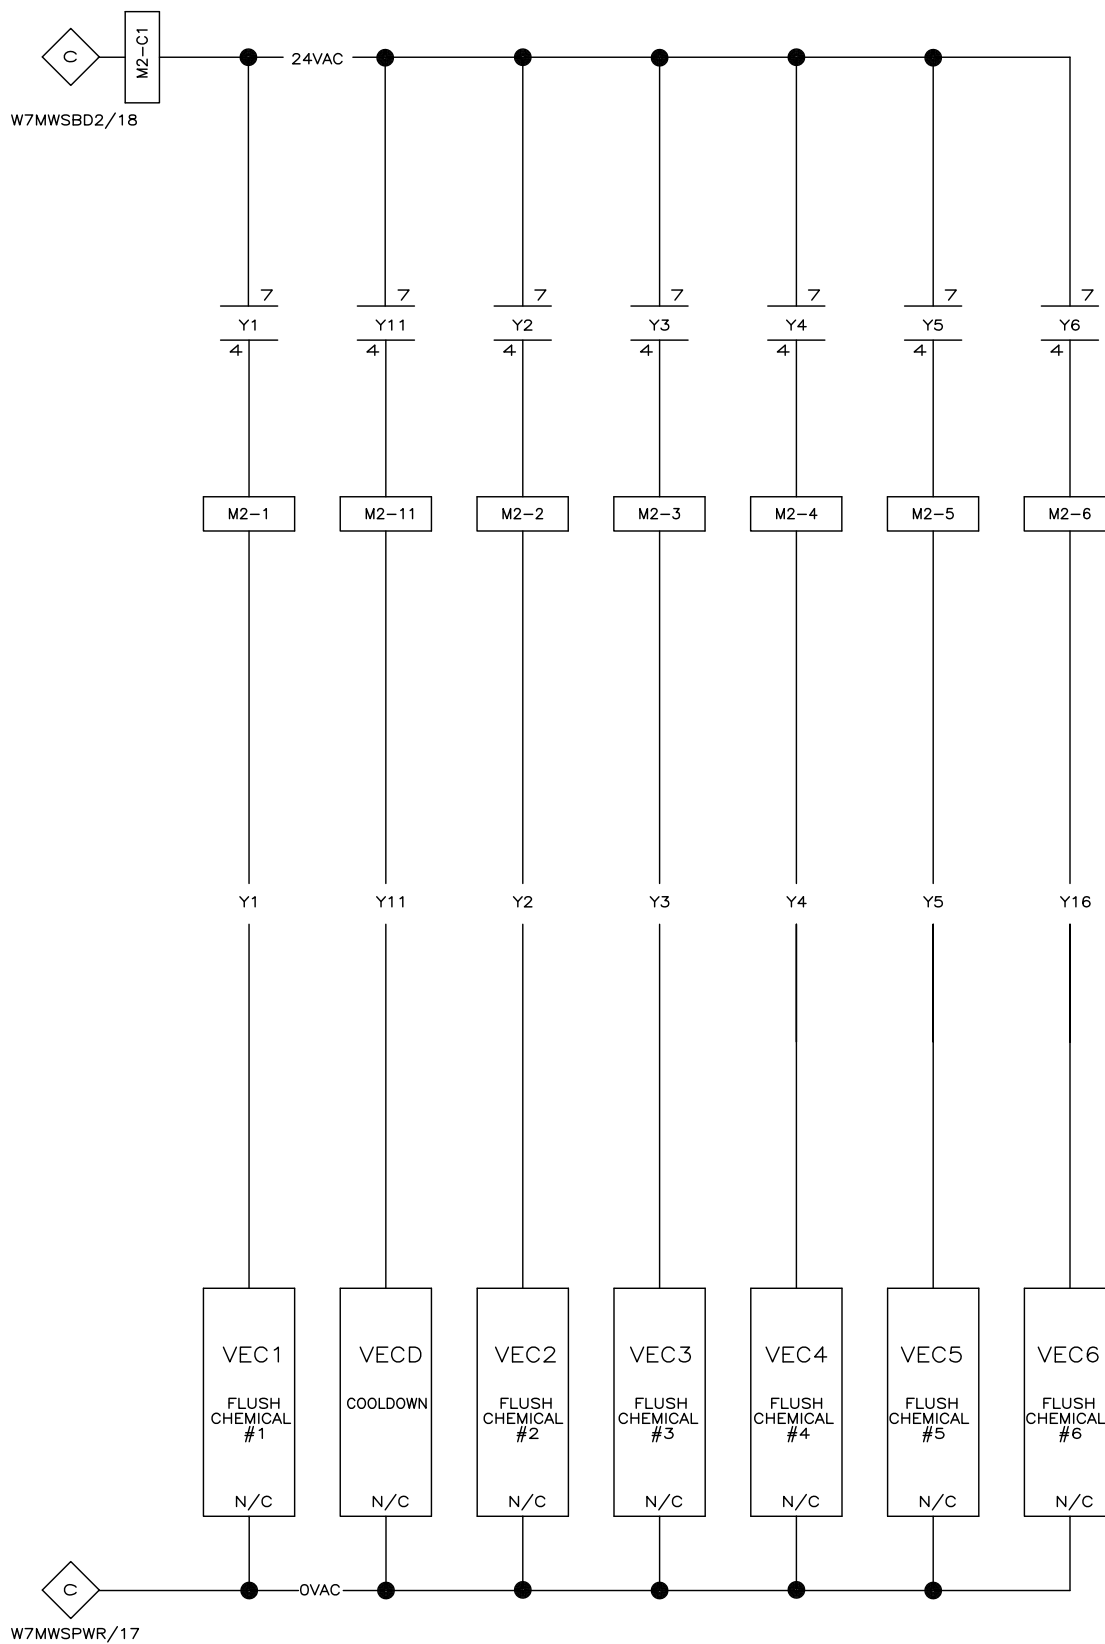 C
M2-C1
24VAC
W7MWSBD2/18
7 7 7 7 7 7 7
Y1 Y11 Y2 Y3 Y4 Y5 Y6
4 4 4 4 4 4 4
M2-1 M2-11 M2-2 M2-3 M2-4 M2-5 M2-6
Y1 Y11 Y2 Y3 Y4 Y5 Y16
VEC1
FLUSH
CHEMICAL
#1
N/C
VECD
COOLDOWN
N/C
VEC2
FLUSH
CHEMICAL
#2
N/C
VEC3
FLUSH
CHEMICAL
#3
N/C
VEC4
FLUSH
CHEMICAL
#4
N/C
VEC5
FLUSH
CHEMICAL
#5
N/C
VEC6
FLUSH
CHEMICAL
#6
N/C
C
0VAC
W7MWSPWR/17